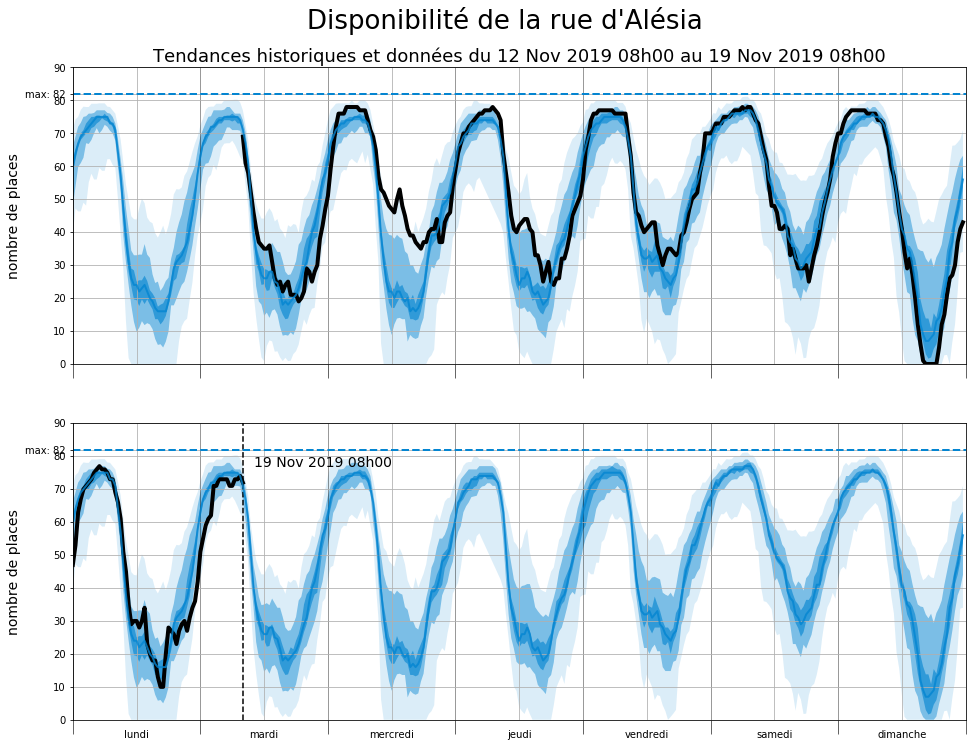 Disponibilité de la rue d'Alésia
Tendances historiques et données du 12 Nov 2019 08h00 au 19 Nov 2019 08h00
90
max: 82
80
70
60
50
40
30
20
10
0
nombre de places
90
max: 82
80
70
60
50
40
30
20
10
0
nombre de places
19 Nov 2019 08h00
lundi mardi mercredi jeudi vendredi samedi dimanche